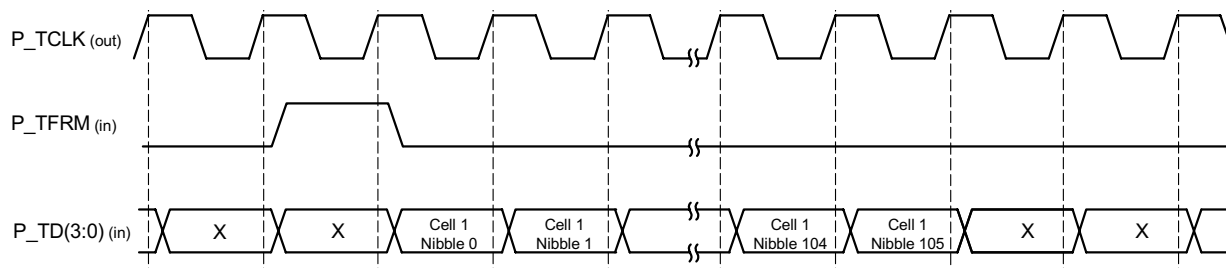 P_TCLK (out)
P_TFRM (in)
P_TD(3:0) (in)
X
X
Cell 1
Nibble 0
Cell 1
Nibble 1
Cell 1
Nibble 104
Cell 1
Nibble 105
X
X